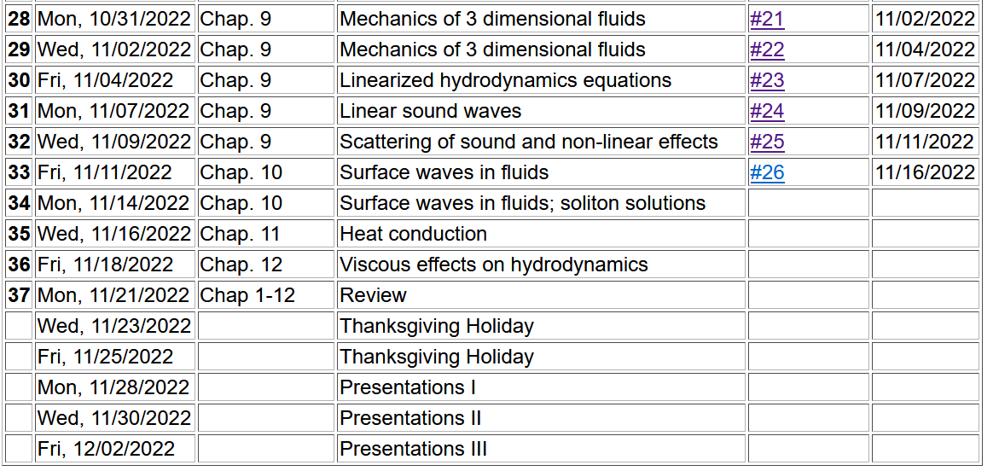 28 Mon, 10/31/2022 Chap. 9 Mechanics of 3 dimensional fluids #21 11/02/2022
29 Wed, 11/02/2022 Chap. 9 Mechanics of 3 dimensional fluids #22 11/04/2022
30 Fri, 11/04/2022 Chap. 9 Linearized hydrodynamics equations #23 11/07/2022
31 Mon, 11/07/2022 Chap. 9 Linear sound waves #24 11/09/2022
32 Wed, 11/09/2022 Chap. 9 Scattering of sound and non-linear effects #25 11/11/2022
33 Fri, 11/11/2022 Chap. 10 Surface waves in fluids #26 11/16/2022
34 Mon, 11/14/2022 Chap. 10 Surface waves in fluids; soliton solutions
35 Wed, 11/16/2022 Chap. 11 Heat conduction
36 Fri, 11/18/2022 Chap. 12 Viscous effects on hydrodynamics
37 Mon, 11/21/2022 Chap 1-12 Review
Wed, 11/23/2022 Thanksgiving Holiday
Fri, 11/25/2022 Thanksgiving Holiday
Mon, 11/28/2022 Presentations I
Wed, 11/30/2022 Presentations II
Fri, 12/02/2022 Presentations III